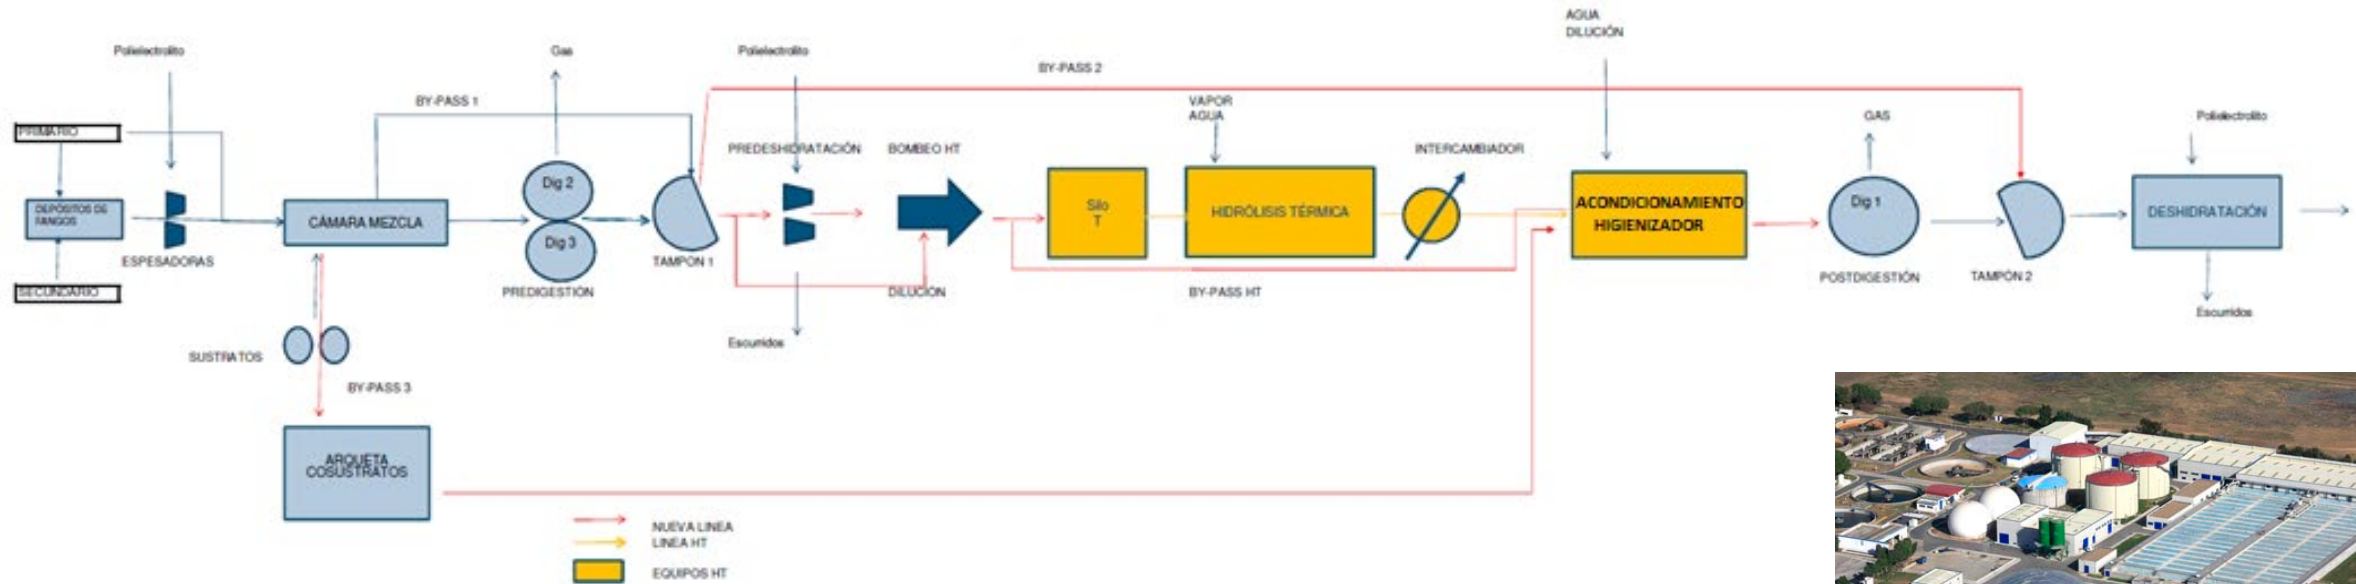 Polielectrolito
PRIMARIO
DEPÓSITOS DE
FANGOS
SECUNDÁRIO
ESPESADORAS
BY-PASS 1
CÁMARA MEZCLA
SUSTRATOS
BY-PASS 3
ARQUETA
COSUSTRATOS
Gas
Dig 2
Dig 3
PREDIGESTIÓN
TAMPON 1
Polielectrolito
PREDESHIDRATACIÓN
Escurridos
BOMBEO HT
DILUCION
BY-PASS 2
Silo
T
VAPOR
AGUA
HIDRÓLISIS TÉRMICA
BY-PASS HT
INTERCAMBIADOR
AGUA
DILUCIÓN
ACONDICIONAMIENTO
HIGIENIZADOR
GAS
Dig 1
POSTDIGESTIÓN
TAMPÓN 2
Polielectrolito
DESHIDRATACIÓN
Escurridos
NUEVA LINEA
LINEA HT
EQUIPOS HT